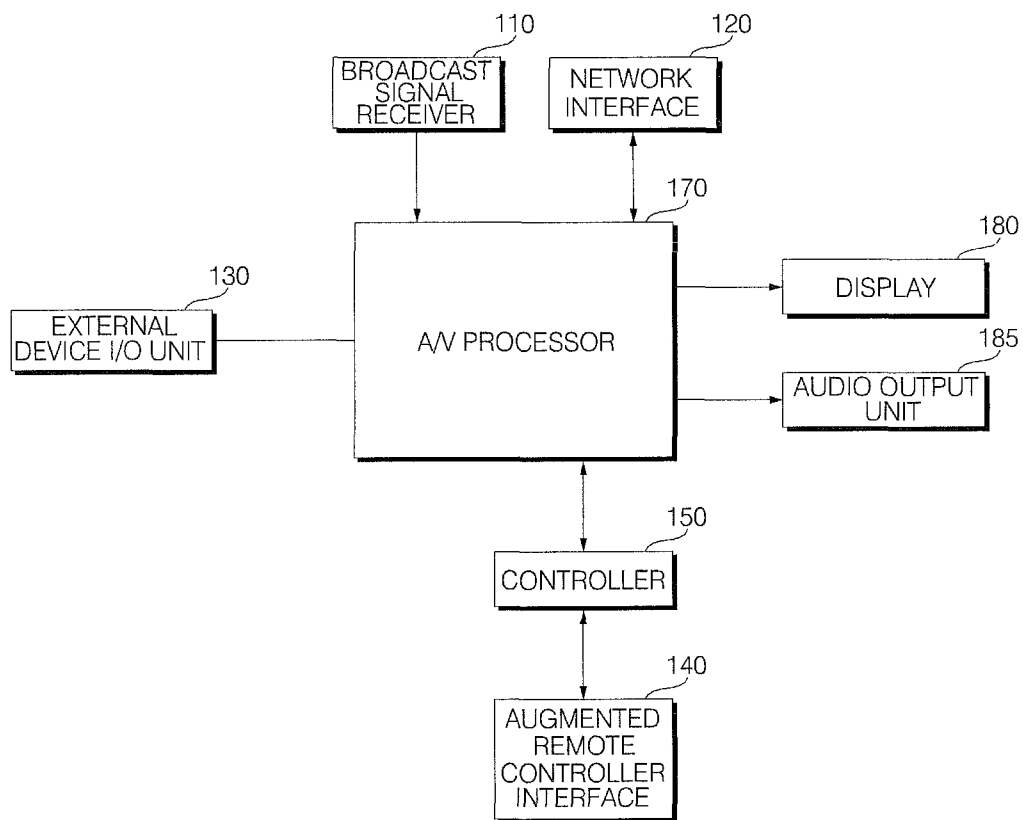 110
BROADCAST
SIGNAL
RECEIVER
120
NETWORK
INTERFACE
170
A/V PROCESSOR
180
DISPLAY
130
EXTERNAL
DEVICE I/O UNIT
185
AUDIO OUTPUT
UNIT
150
CONTROLLER
140
AUGMENTED
REMOTE
CONTROLLER
INTERFACE